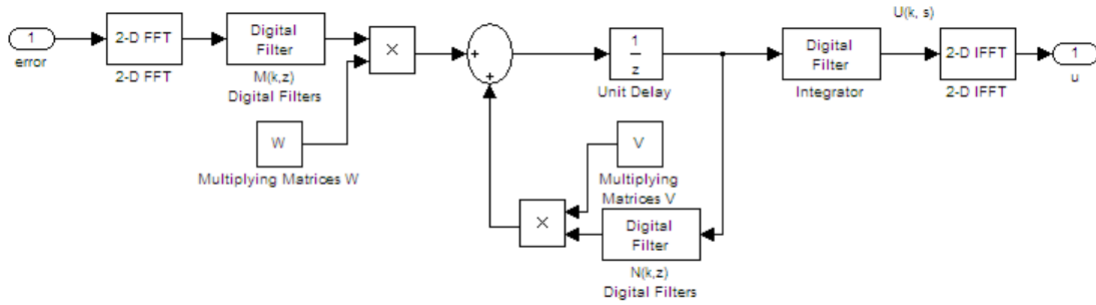 U(k, s)
1
error
2-D FFT
2-D FFT
Digital
Filter
M(k,z)
Digital Filters
×
+
+
1
z
Unit Delay
Digital
Filter
Integrator
2-D IFFT
2-D IFFT
1
u
W
Multiplying Matrices W
V
Multiplying
Matrices V
×
Digital
Filter
N(k,z)
Digital Filters